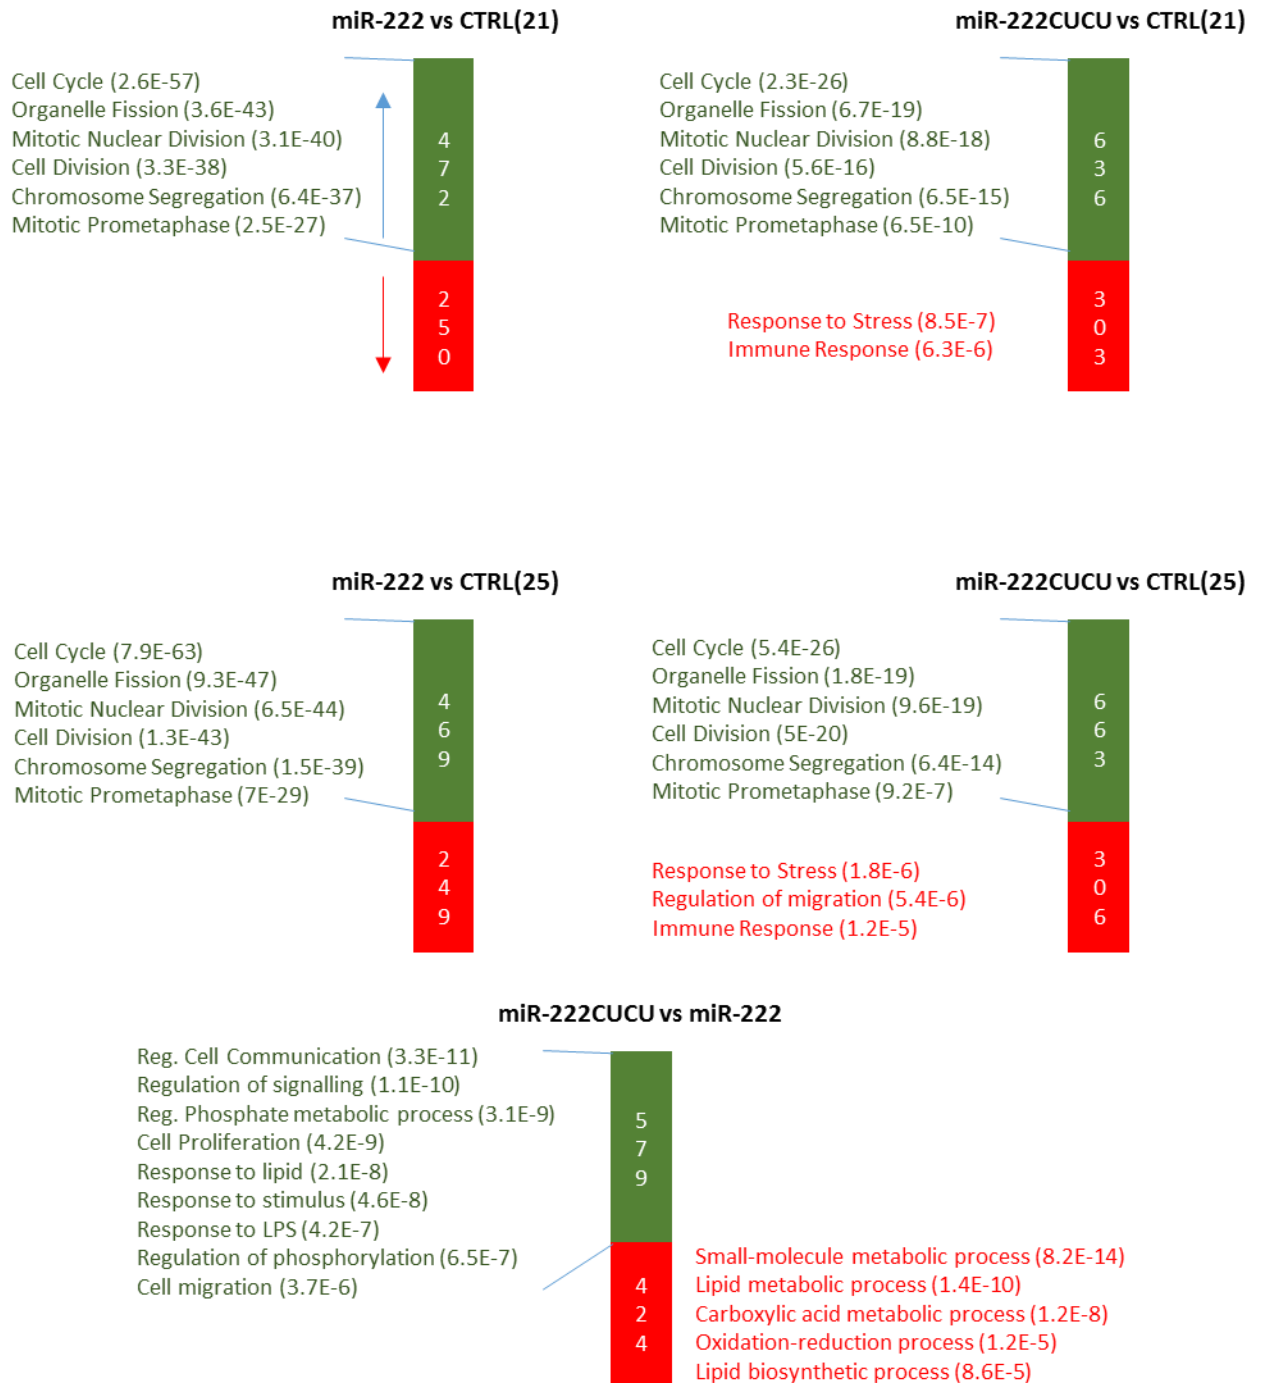 miR-222 vs CTRL(21)
Cell Cycle (2.6E-57)
Organelle Fission (3.6E-43)
Mitotic Nuclear Division (3.1E-40)
Cell Division (3.3E-38)
Chromosome Segregation (6.4E-37)
Mitotic Prometaphase (2.5E-27)
4
7
2
2
5
0
miR-222CUCU vs CTRL(21)
Cell Cycle (2.3E-26)
Organelle Fission (6.7E-19)
Mitotic Nuclear Division (8.8E-18)
Cell Division (5.6E-16)
Chromosome Segregation (6.5E-15)
Mitotic Prometaphase (6.5E-10)
6
3
6
Response to Stress (8.5E-7)
Immune Response (6.3E-6)
3
0
3
miR-222 vs CTRL(25)
Cell Cycle (7.9E-63)
Organelle Fission (9.3E-47)
Mitotic Nuclear Division (6.5E-44)
Cell Division (1.3E-43)
Chromosome Segregation (1.5E-39)
Mitotic Prometaphase (7E-29)
4
6
9
2
4
9
miR-222CUCU vs CTRL(25)
Cell Cycle (5.4E-26)
Organelle Fission (1.8E-19)
Mitotic Nuclear Division (9.6E-19)
Cell Division (5E-20)
Chromosome Segregation (6.4E-14)
Mitotic Prometaphase (9.2E-7)
6
6
3
Response to Stress (1.8E-6)
Regulation of migration (5.4E-6)
Immune Response (1.2E-5)
3
0
6
miR-222CUCU vs miR-222
Reg. Cell Communication (3.3E-11)
Regulation of signalling (1.1E-10)
Reg. Phosphate metabolic process (3.1E-9)
Cell Proliferation (4.2E-9)
Response to lipid (2.1E-8)
Response to stimulus (4.6E-8)
Response to LPS (4.2E-7)
Regulation of phosphorylation (6.5E-7)
Cell migration (3.7E-6)
5
7
9
4
2
4
Small-molecule metabolic process (8.2E-14)
Lipid metabolic process (1.4E-10)
Carboxylic acid metabolic process (1.2E-8)
Oxidation-reduction process (1.2E-5)
Lipid biosynthetic process (8.6E-5)